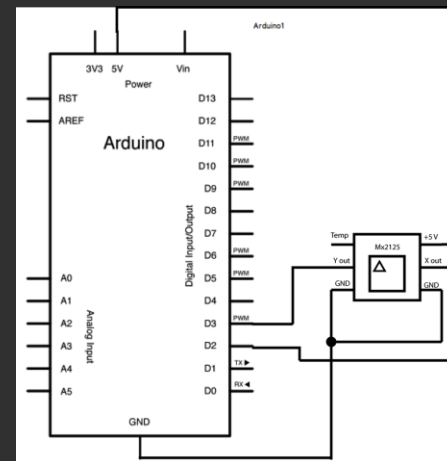 Arduino1
3V3 5V Vin
Power
Arduino
RST
AREF
D13
D12
D11 PWM
D10 PWM
D9 PWM
D8
D7
D6 PWM
D5 PWM
D4
D3 PWM
D2
D1 TX ▶
D0 RX ◀
Digital Input/Output
A0
A1
A2
A3
A4
A5
Analog Input
GND
Temp
Y out
GND
Mx2125
+5 V
X out
GND